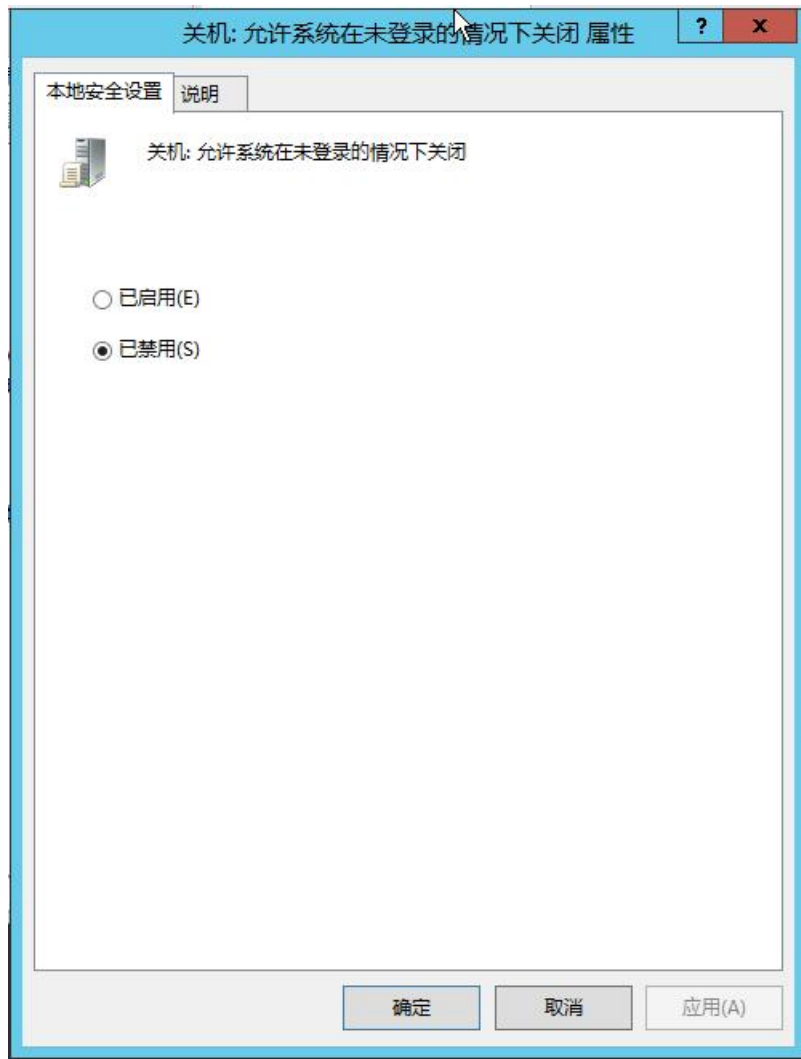 关机: 允许系统在未登录的情况下关闭 属性
? x
本地安全设置 说明
关机: 允许系统在未登录的情况下关闭
已启用(E)
已禁用(S)
确定 取消 应用(A)